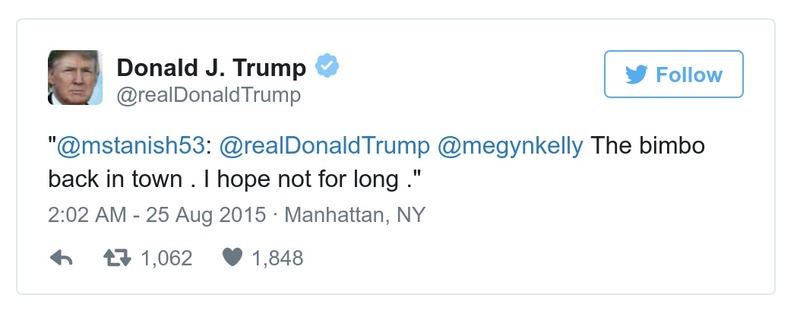 Donald J. Trump
@realDonaldTrump
Follow
"@mstanish53: @realDonaldTrump @megynkelly The bimbo
back in town . I hope not for long ."
2:02 AM - 25 Aug 2015 · Manhattan, NY
1,062 1,848